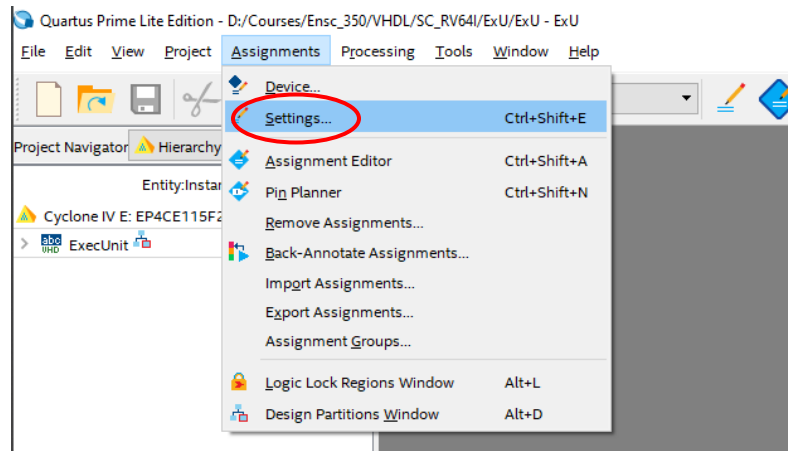 Quartus Prime Lite Edition - D:/Courses/Ensc_350/VHDL/SC_RV64I/ExU/ExU - ExU
File Edit View Project Assignments Processing Tools Window Help
Device...
Settings... Ctrl+Shift+E
Project Navigator Hierarchy
Assignment Editor Ctrl+Shift+A
Entity:Instan
Pin Planner Ctrl+Shift+N
Cyclone IV E: EP4CE115F2
Remove Assignments...
abc
VHD
ExecUnit
Back-Annotate Assignments...
Import Assignments...
Export Assignments...
Assignment Groups...
Logic Lock Regions Window Alt+L
Design Partitions Window Alt+D